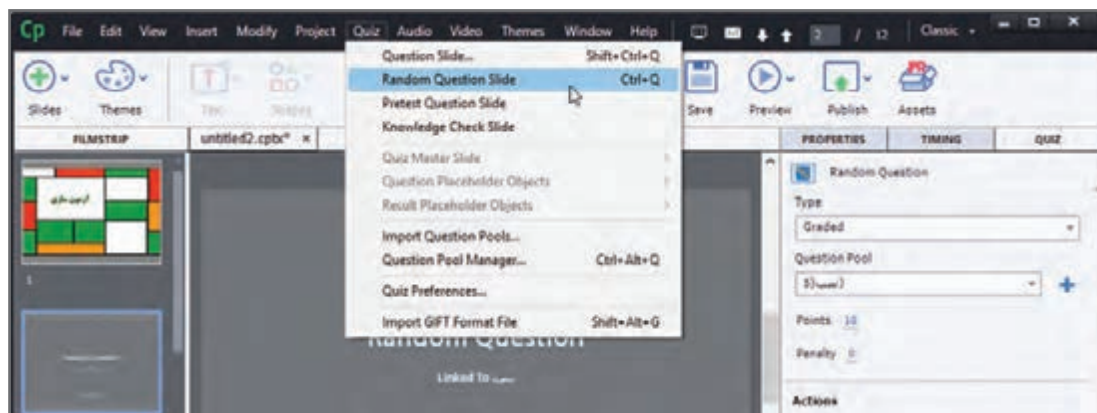 Cp File Edit View Insert Modify Project Quiz Audio Video Themes Window Help 2 / 12 Classic
Slides Themes Text Shapes Save Preview Publish Assets
FILMSTRIP untitled2.cptx* × PROPERTIES TIMING QUIZ
Question Slide... Shift+Ctrl+Q
Random Question Slide Ctrl+Q
Pretest Question Slide
Knowledge Check Slide
Quiz Master Slide
Question Placeholder Objects
Result Placeholder Objects
Import Question Pools...
Question Pool Manager... Ctrl+Alt+Q
Quiz Preferences...
Import GIFT Format File Shift+Alt+G
1
Random Question
Linked To
Random Question
Type
Graded
Question Pool
Points: 10
Penalty: 0
Actions